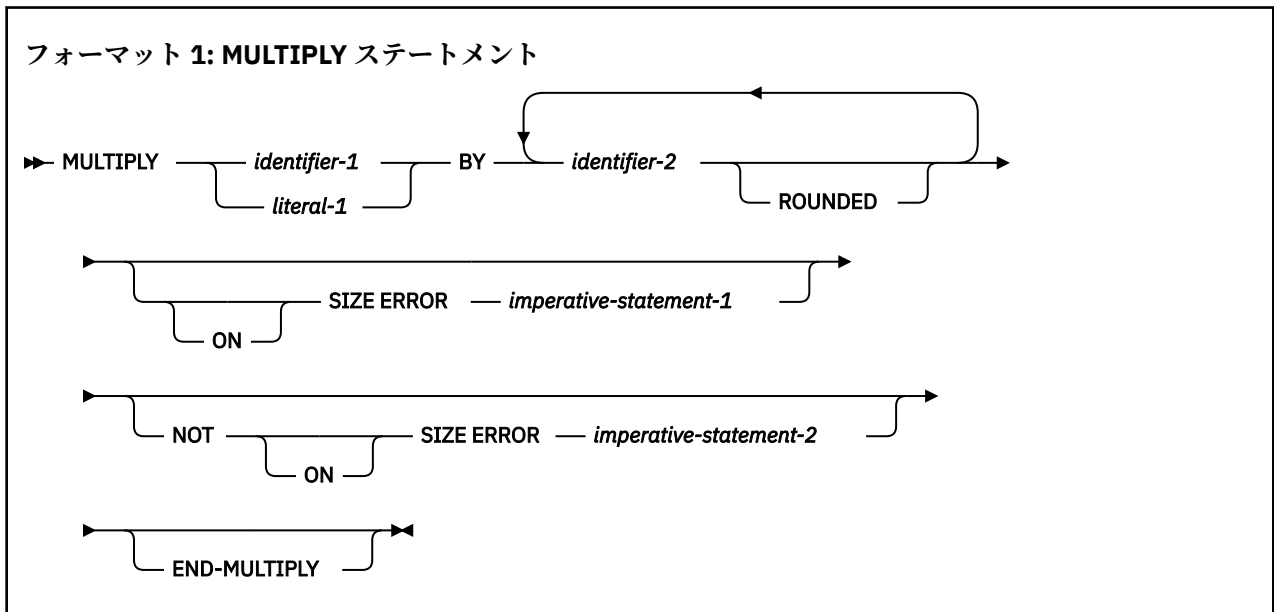 フォーマット 1: MULTIPLY ステートメント
MULTIPLY identifier-1 BY identifier-2
literal-1 ROUNDED
SIZE ERROR imperative-statement-1
ON
NOT SIZE ERROR imperative-statement-2
ON
END-MULTIPLY